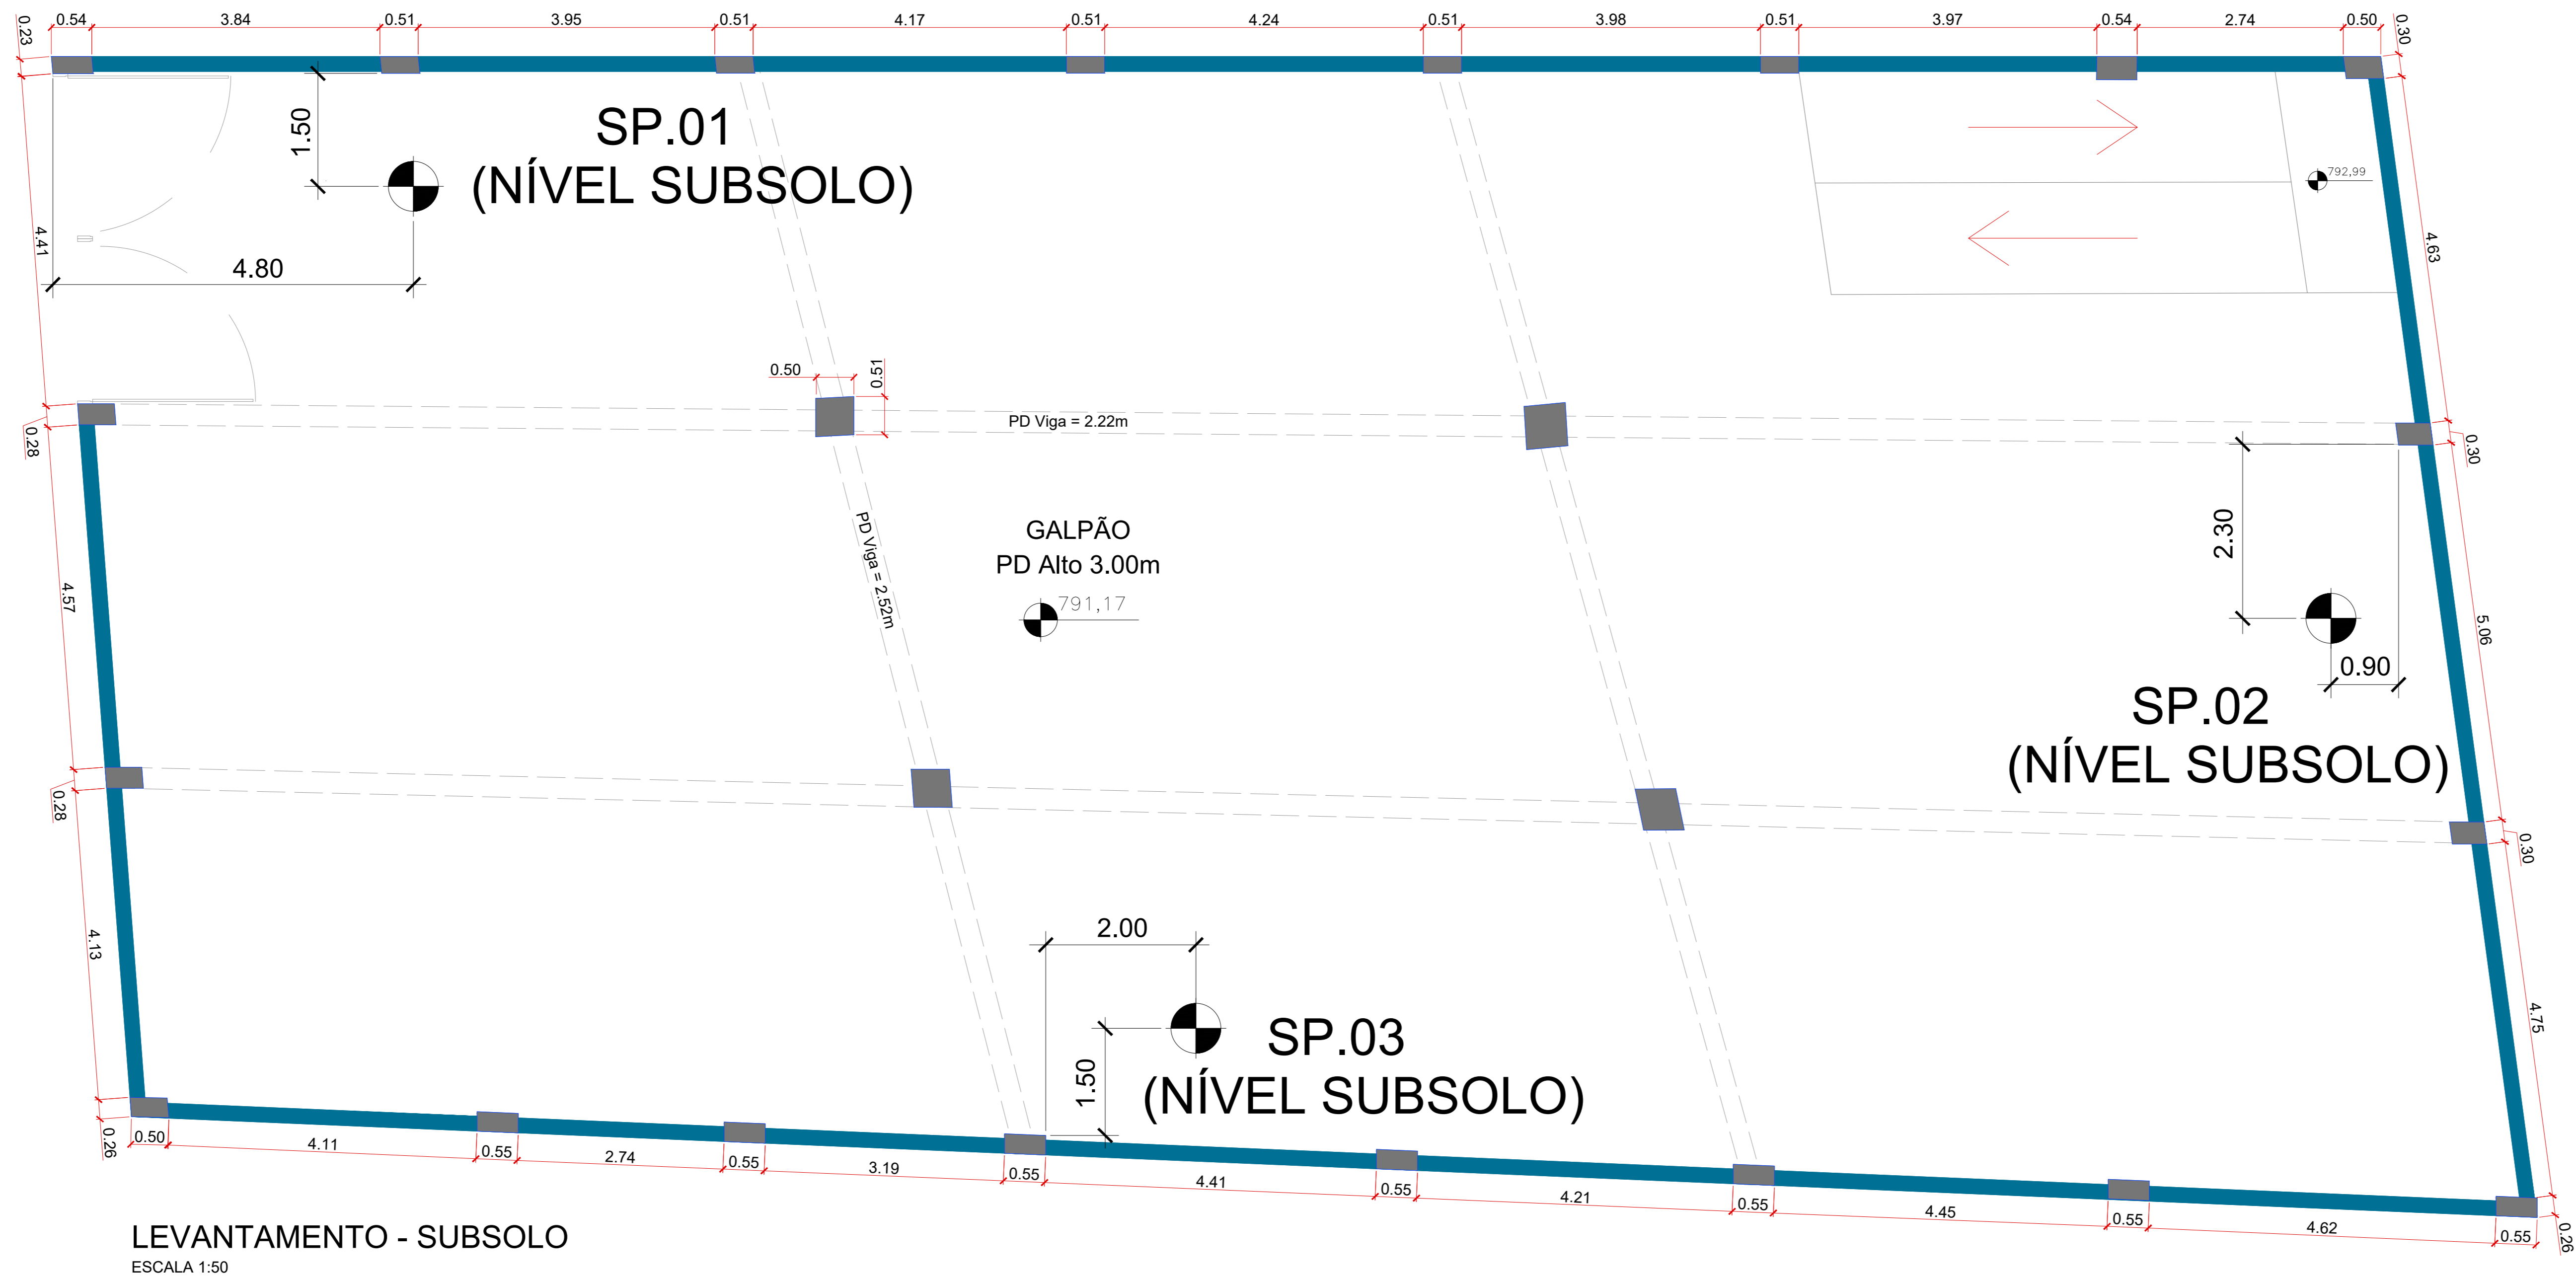 0.54 3.84 0.51 3.95 0.51 4.17 0.51 4.24 0.51 3.98 0.51 3.97 0.54 2.74 0.50
0.23
0.30
1.50
SP.01
(NÍVEL SUBSOLO)
792,99
4.41
4.80
4.63
0.50
0.51
PD Viga = 2.22m
0.28
0.30
2.30
GALPÃO
PD Alto 3.00m
791,17
PD Viga = 2.52m
4.57
5.06
0.90
SP.02
(NÍVEL SUBSOLO)
0.28
0.30
4.13
2.00
4.75
SP.03
(NÍVEL SUBSOLO)
1.50
0.26
0.50 4.11 0.55 2.74 0.55 3.19 0.55 4.41 0.55 4.21 0.55 4.45 0.55 4.62 0.55
0.26
LEVANTAMENTO - SUBSOLO
ESCALA 1:50